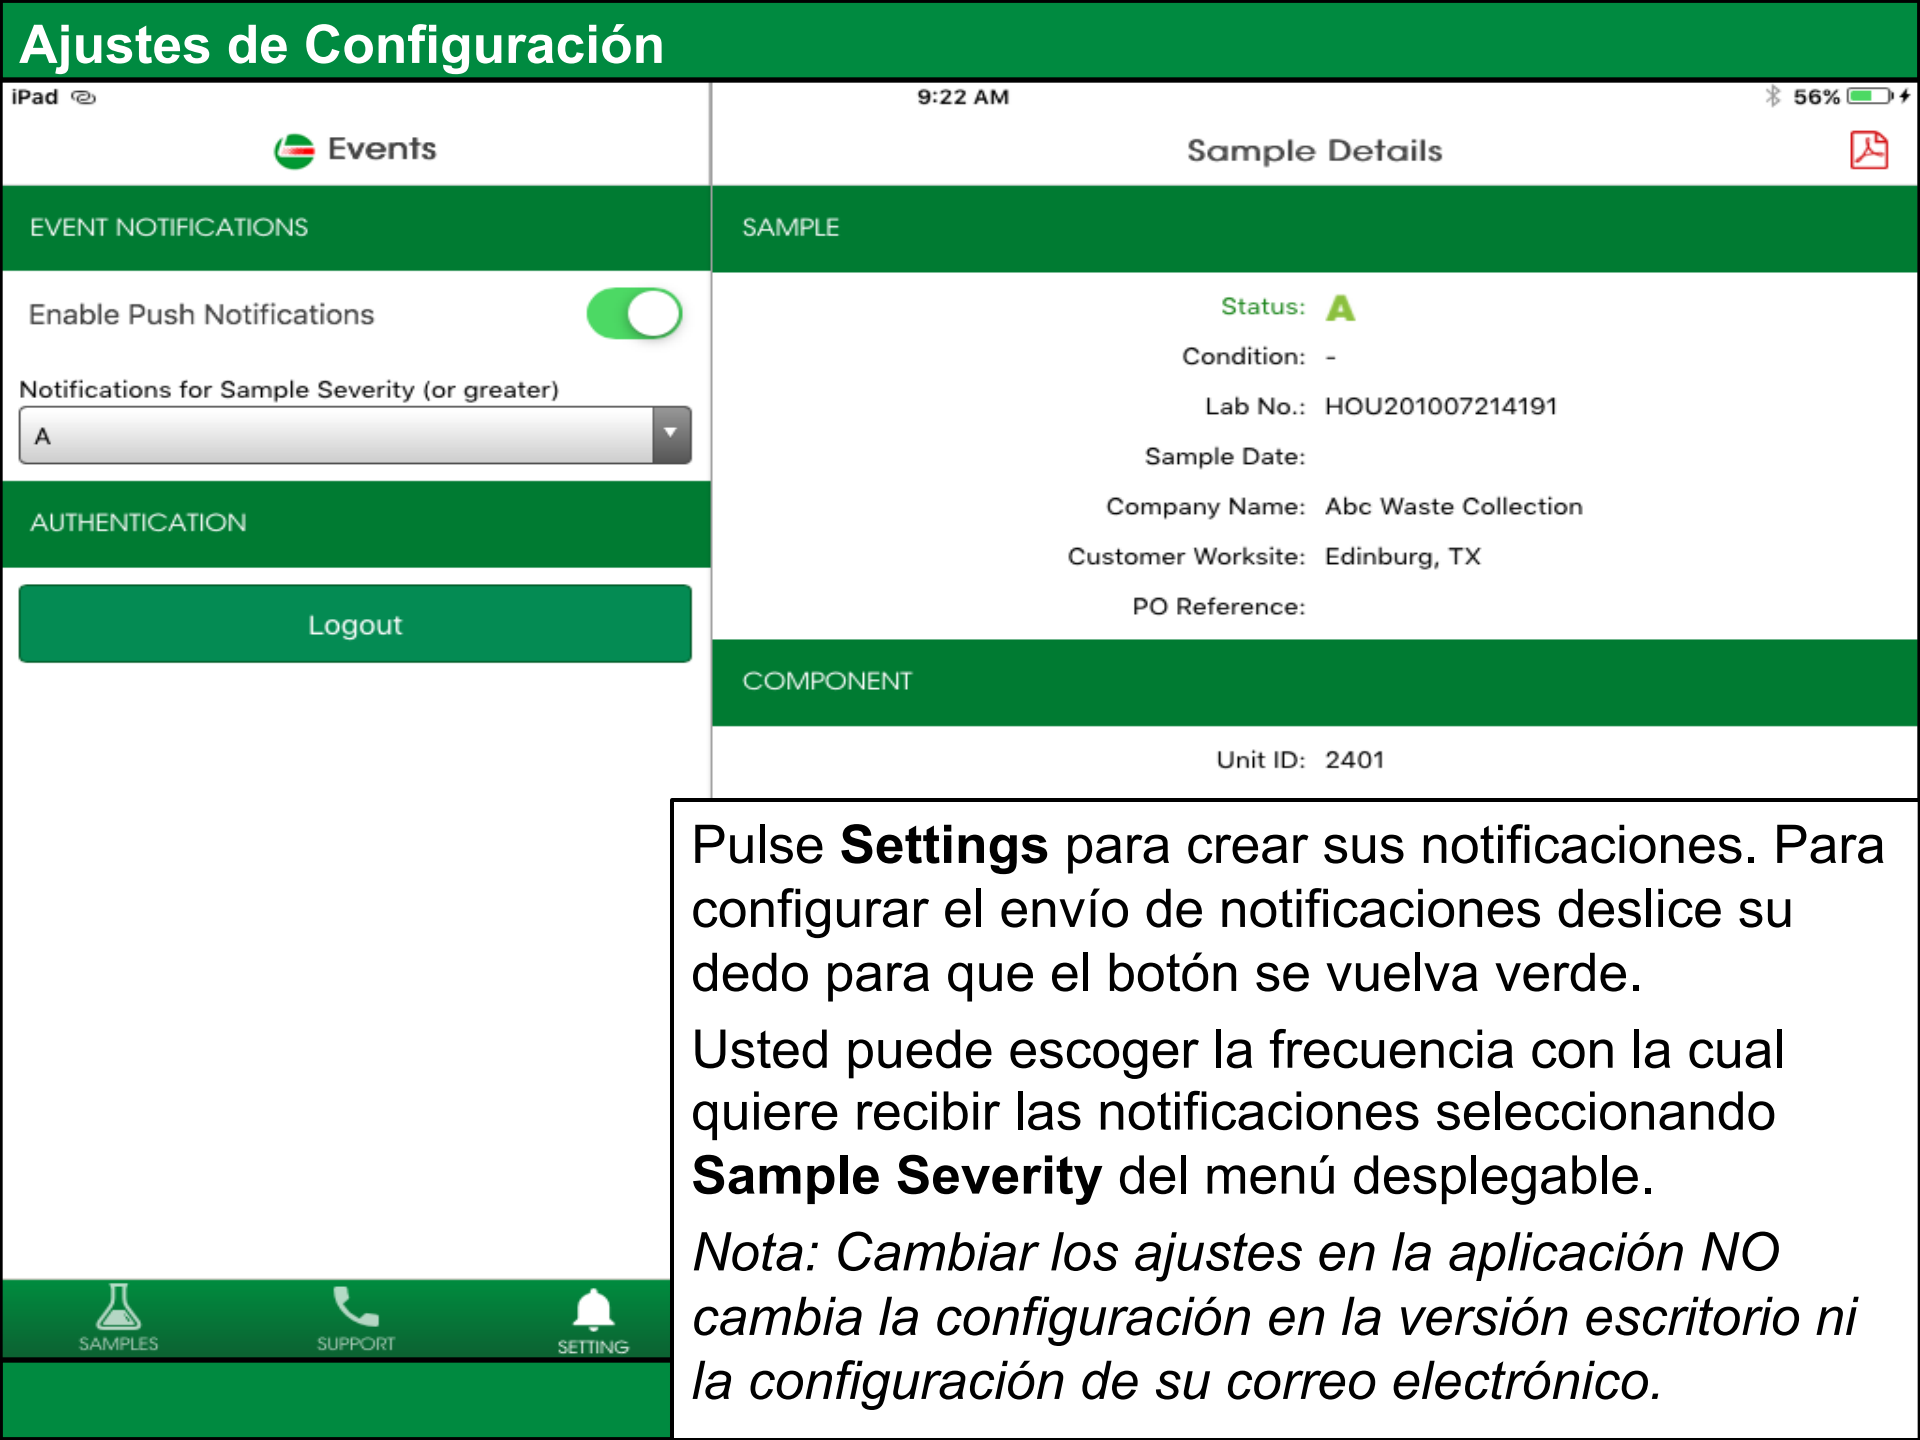 Ajustes de Configuración
iPad 9:22 AM 56%
Events
EVENT NOTIFICATIONS
Enable Push Notifications
Notifications for Sample Severity (or greater)
A
AUTHENTICATION
Logout
Sample Details
SAMPLE
Status: A
Condition: -
Lab No.: HOU201007214191
Sample Date:
Company Name: Abc Waste Collection
Customer Worksite: Edinburg, TX
PO Reference:
COMPONENT
Unit ID: 2401
Pulse Settings para crear sus notificaciones. Para
configurar el envío de notificaciones deslice su
dedo para que el botón se vuelva verde.
Usted puede escoger la frecuencia con la cual
quiere recibir las notificaciones seleccionando
Sample Severity del menú desplegable.
Nota: Cambiar los ajustes en la aplicación NO
cambia la configuración en la versión escritorio ni
la configuración de su correo electrónico.
SAMPLES SUPPORT SETTING